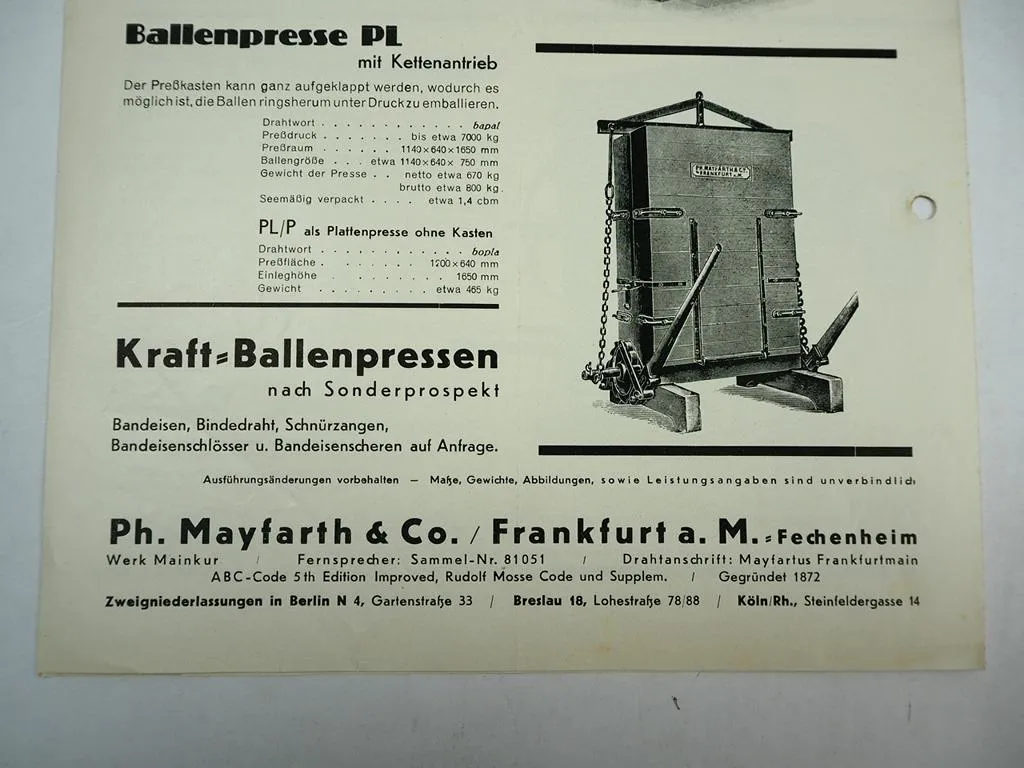 Ballenpresse PL
mit Kettenantrieb
Der Preßkasten kann ganz aufgeklappt werden, wodurch es
möglich ist, die Ballen ringsherum unter Druck zu emballieren.
Drahtwort . . . . . . . . . . . . bapal
Preßdruck . . . . . . . bis etwa 7000 kg
Preßraum . . . . . . 1140×640×1650 mm
Ballengröße . . . etwa 1140×640× 750 mm
Gewicht der Presse . . netto etwa 670 kg
brutto etwa 800 kg.
Seemäßig verpackt . . . . etwa 1,4 cbm
PL/P als Plattenpresse ohne Kasten
Drahtwort . . . . . . . . . . . . bopla
Preßfläche . . . . . . . 1200×640 mm
Einleghöhe . . . . . . . . . 1650 mm
Gewicht . . . . . . . . . etwa 465 kg
PH. MAYFARTH & Co.
FRANKFURT a. M.
Kraft=Ballenpressen
nach Sonderprospekt
Bandeisen, Bindedraht, Schnürzangen,
Bandeisenschlösser u. Bandeisenscheren auf Anfrage.
Ausführungsänderungen vorbehalten — Maße, Gewichte, Abbildungen, sowie Leistungsangaben sind unverbindlich
Ph. Mayfarth & Co. / Frankfurt a. M.=Fechenheim
Werk Mainkur / Fernsprecher: Sammel-Nr. 81051 / Drahtanschrift: Mayfartus Frankfurtmain
ABC-Code 5th Edition Improved, Rudolf Mosse Code und Supplem. / Gegründet 1872
Zweigniederlassungen in Berlin N 4, Gartenstraße 33 / Breslau 18, Lohestraße 78/88 / Köln/Rh., Steinfeldergasse 14